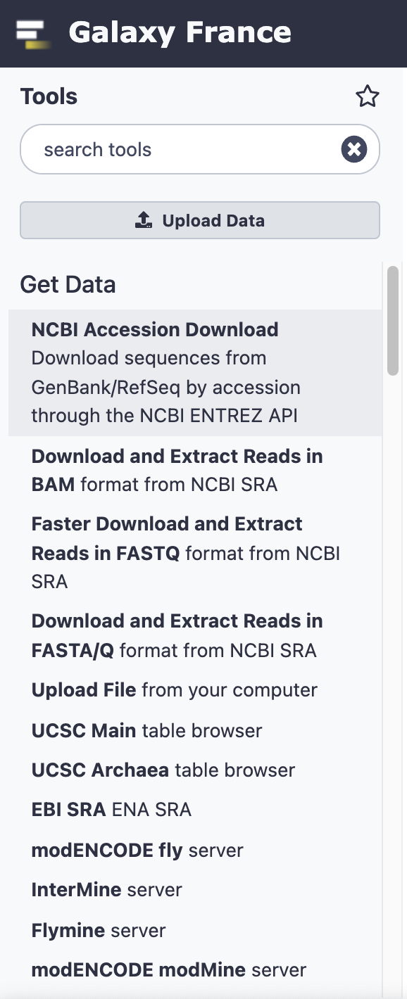 Galaxy France
Tools
search tools
Upload Data
Get Data
NCBI Accession Download
Download sequences from
GenBank/RefSeq by accession
through the NCBI ENTREZ API
Download and Extract Reads in
BAM format from NCBI SRA
Faster Download and Extract
Reads in FASTQ format from NCBI
SRA
Download and Extract Reads in
FASTA/Q format from NCBI SRA
Upload File from your computer
UCSC Main table browser
UCSC Archaea table browser
EBI SRA ENA SRA
modENCODE fly server
InterMine server
Flymine server
modENCODE modMine server